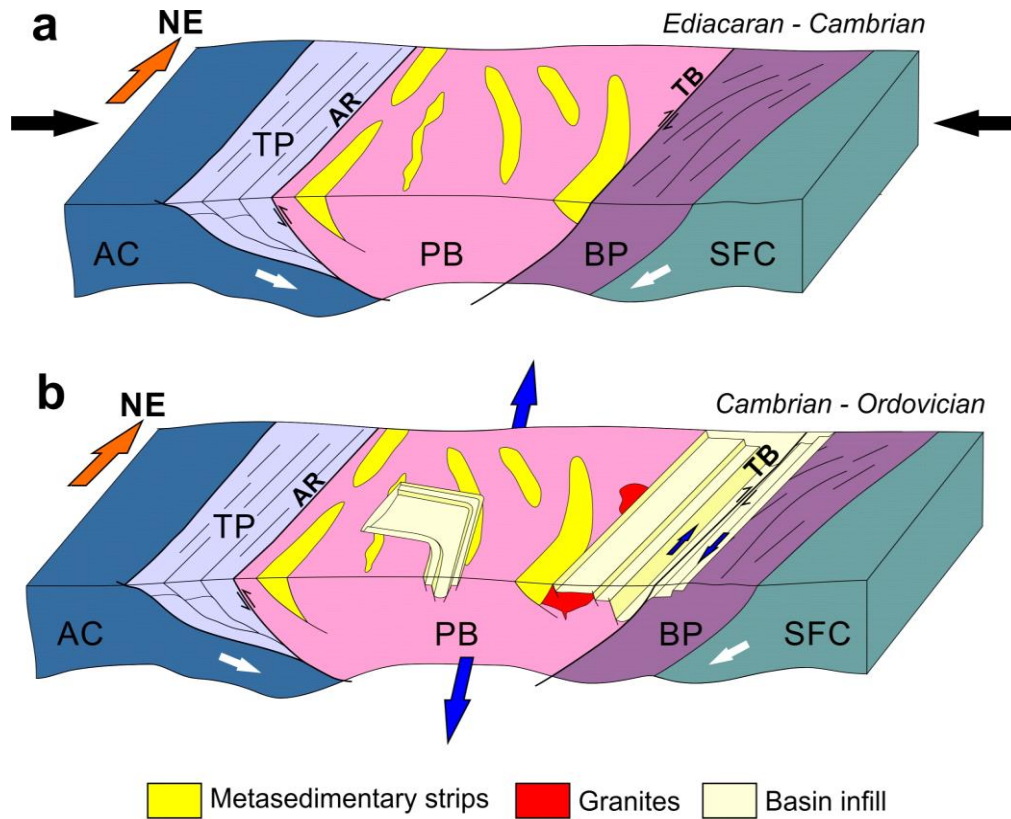 a
NE
Ediacaran - Cambrian
TP
AR
TB
AC
PB
BP
SFC
b
NE
Cambrian - Ordovician
TP
AR
TB
AC
PB
BP
SFC
Metasedimentary strips
Granites
Basin infill